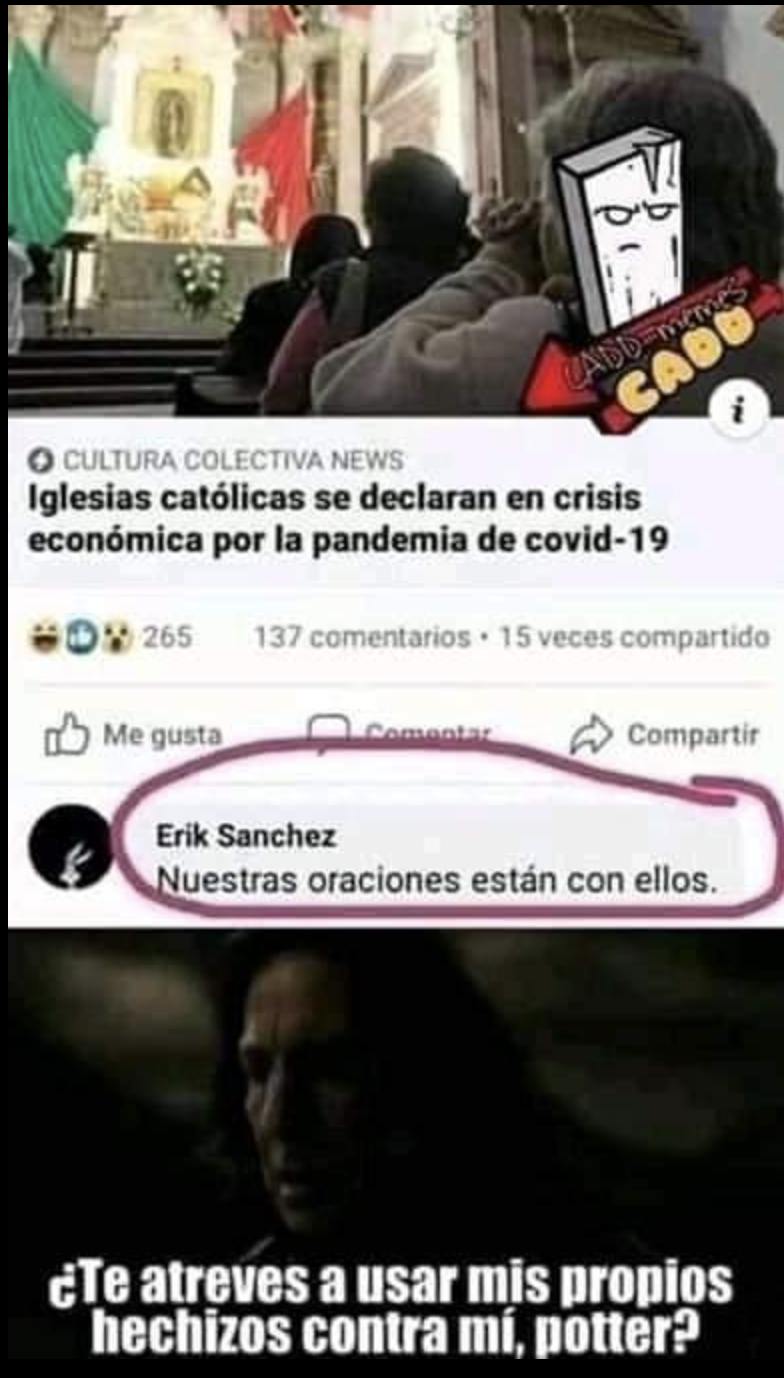 CADD-memes
CADD
i
CULTURA COLECTIVA NEWS
Iglesias católicas se declaran en crisis
económica por la pandemia de covid-19
265 137 comentarios • 15 veces compartido
Me gusta Comentar Compartir
Erik Sanchez
Nuestras oraciones están con ellos.
¿Te atreves a usar mis propios
hechizos contra mí, potter?